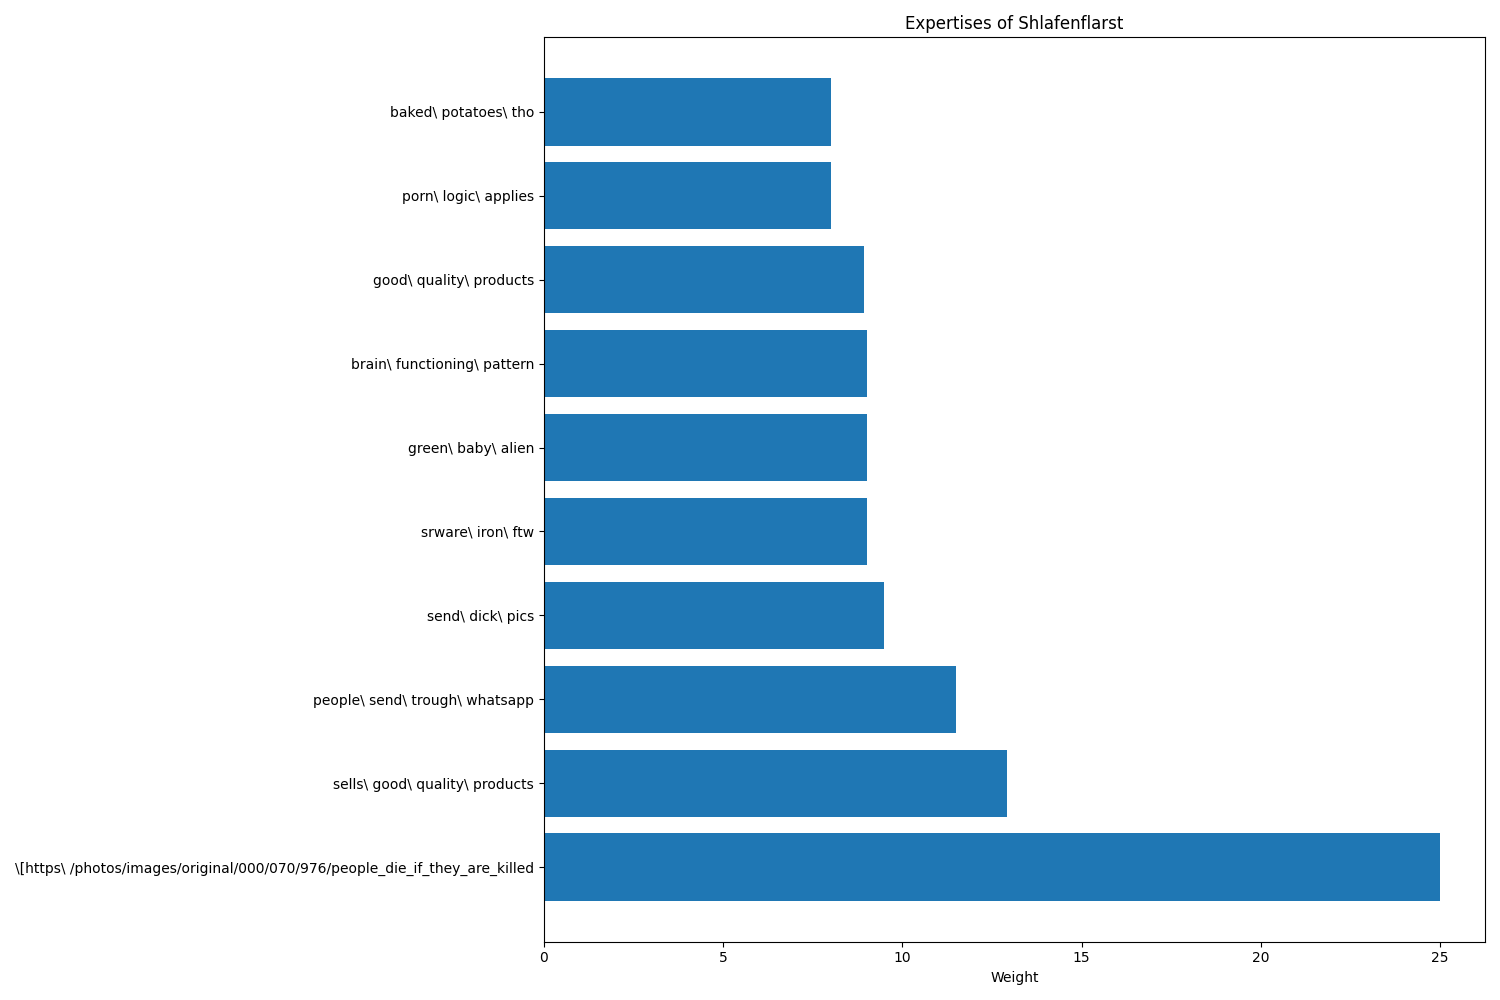 Expertises of Shlafenflarst
baked\ potatoes\ tho
porn\ logic\ applies
good\ quality\ products
brain\ functioning\ pattern
green\ baby\ alien
srware\ iron\ ftw
send\ dick\ pics
people\ send\ trough\ whatsapp
sells\ good\ quality\ products
\[https\ /photos/images/original/000/070/976/people_die_if_they_are_killed
0 5 10 15 20 25
Weight